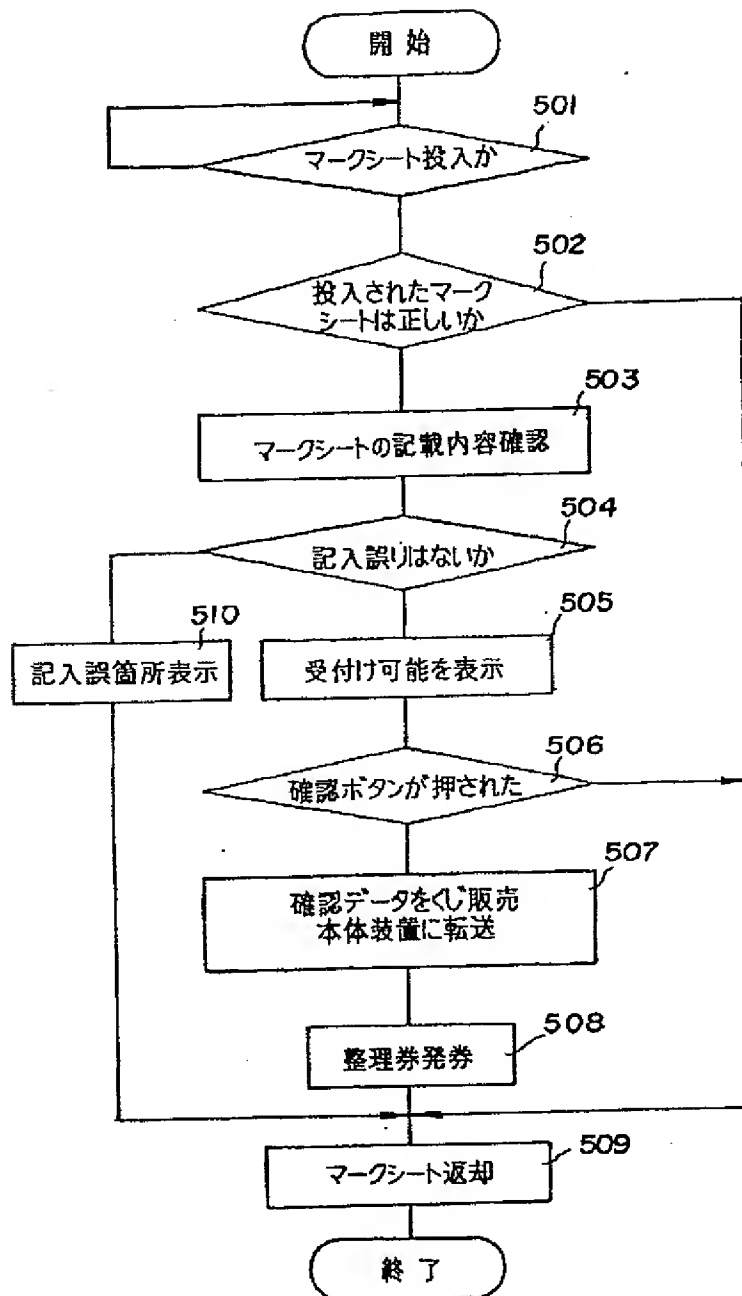 開始
501
マークシート投入か
502
投入されたマーク
シートは正しいか
503
マークシートの記載内容確認
504
記入誤りはないか
510
505
記入誤箇所表示
受付け可能を表示
506
確認ボタンが押された
507
確認データをくじ販売
本体装置に転送
508
整理券発券
509
マークシート返却
終了